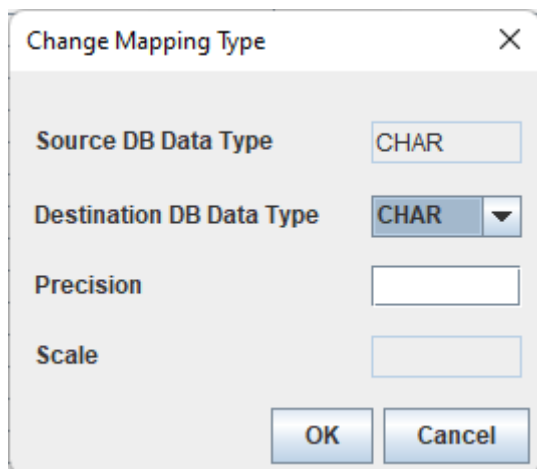 Change Mapping Type
Source DB Data Type CHAR
Destination DB Data Type CHAR
Precision
Scale
OK Cancel